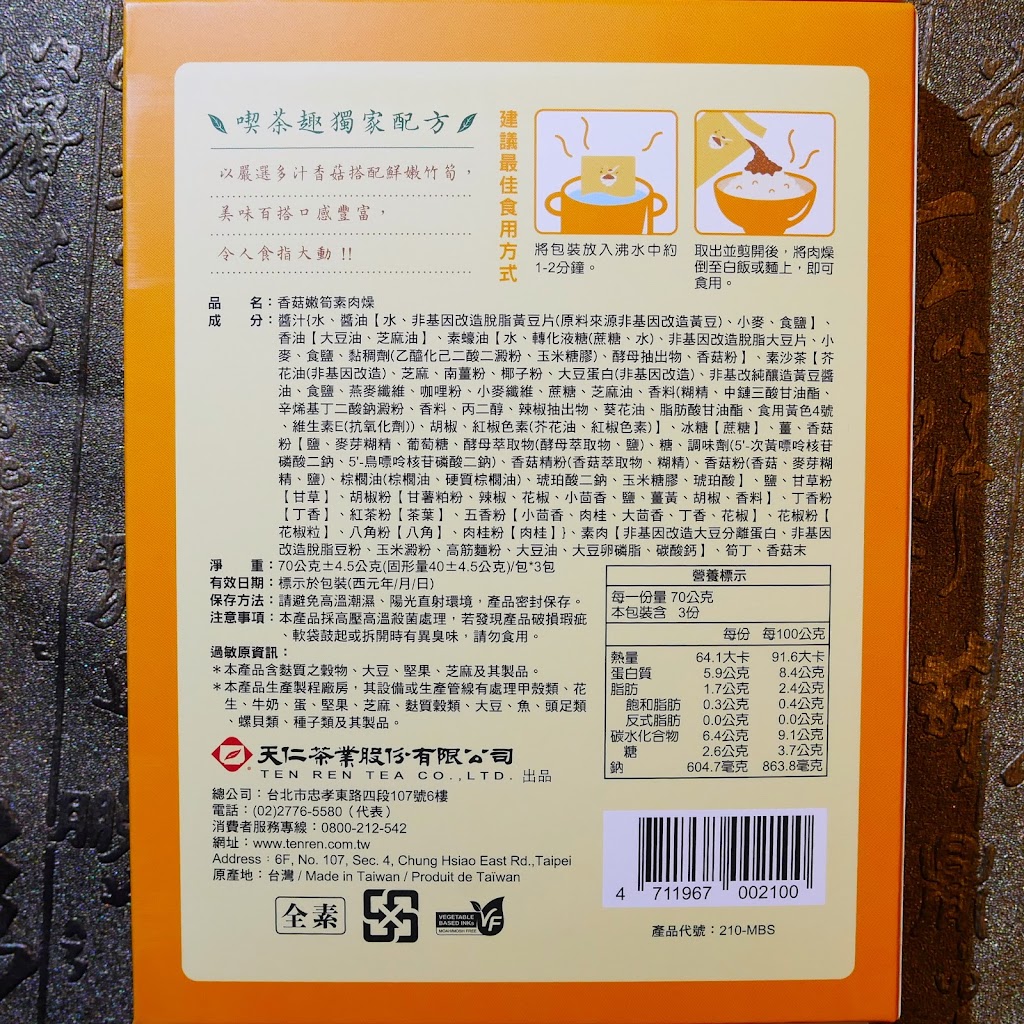 喫茶趣獨家配方
以嚴選多汁香菇搭配鮮嫩竹筍，
美味百搭口感豐富，
令人食指大動!!
建議最佳食用方式
將包裝放入沸水中約
1-2分鐘。
取出並剪開後，將肉燥
倒至白飯或麵上，即可
食用。
品　　名：香菇嫩筍素肉燥
成　　分：醬汁{水、醬油【水、非基因改造脫脂黃豆片(原料來源非基因改造黃豆)、小麥、食鹽】、
香油【大豆油、芝麻油】、素蠔油【水、轉化液糖(蔗糖、水)、非基因改造脫脂大豆片、小
麥、食鹽、黏稠劑(乙醯化己二酸二澱粉、玉米糖膠)、酵母抽出物、香菇粉】、素沙茶【芥
花油(非基因改造)、芝麻、南薑粉、椰子粉、大豆蛋白(非基因改造)、非基改純釀造黃豆醬
油、食鹽、燕麥纖維、咖哩粉、小麥纖維、蔗糖、芝麻油、香料(糊精、中鏈三酸甘油酯、
辛烯基丁二酸鈉澱粉、香料、丙二醇、辣椒抽出物、葵花油、脂肪酸甘油酯、食用黃色4號
、維生素E(抗氧化劑))、胡椒、紅椒色素(芥花油、紅椒色素)】、冰糖【蔗糖】、薑、香菇
粉【鹽、麥芽糊精、葡萄糖、酵母萃取物(酵母萃取物、鹽)、糖、調味劑(5'-次黃嘌呤核苷
磷酸二鈉、5'-鳥嘌呤核苷磷酸二鈉)、香菇精粉(香菇萃取物、糊精)、香菇粉(香菇、麥芽糊
精、鹽)、棕櫚油(棕櫚油、硬質棕櫚油)、琥珀酸二鈉、玉米糖膠、琥珀酸】、鹽、甘草粉
【甘草】、胡椒粉【甘薯粕粉、辣椒、花椒、小茴香、鹽、薑黃、胡椒、香料】、丁香粉
【丁香】、紅茶粉【茶葉】、五香粉【小茴香、肉桂、大茴香、丁香、花椒】、花椒粉【
花椒粒】、八角粉【八角】、肉桂粉【肉桂】}、素肉【非基因改造大豆分離蛋白、非基因
改造脫脂豆粉、玉米澱粉、高筋麵粉、大豆油、大豆卵磷脂、碳酸鈣】、筍丁、香菇末
淨　　重：70公克±4.5公克(固形量40±4.5公克)/包*3包
有效日期：標示於包裝(西元年/月/日)
保存方法：請避免高溫潮濕、陽光直射環境，產品密封保存。
注意事項：本產品採高壓高溫殺菌處理，若發現產品破損瑕疵
、軟袋鼓起或拆開時有異臭味，請勿食用。
過敏原資訊：
＊本產品含麩質之穀物、大豆、堅果、芝麻及其製品。
＊本產品生產製程廠房，其設備或生產管線有處理甲殼類、花
生、牛奶、蛋、堅果、芝麻、麩質穀類、大豆、魚、頭足類
、螺貝類、種子類及其製品。
營養標示
每一份量 70公克
本包裝含　3份
每份　每100公克
熱量　64.1大卡　91.6大卡
蛋白質　5.9公克　8.4公克
脂肪　1.7公克　2.4公克
飽和脂肪　0.3公克　0.4公克
反式脂肪　0.0公克　0.0公克
碳水化合物　6.4公克　9.1公克
糖　2.6公克　3.7公克
鈉　604.7毫克　863.8毫克
天仁茶業股份有限公司
TEN REN TEA CO.,LTD. 出品
總公司：台北市忠孝東路四段107號6樓
電話：(02)2776-5580（代表）
消費者服務專線：0800-212-542
網址：www.tenren.com.tw
Address：6F, No. 107, Sec. 4, Chung Hsiao East Rd.,Taipei
原產地：台灣 / Made in Taiwan / Produit de Taïwan
全素
VEGETABLE
BASED INKs
MOAH/MOSH FREE
VF
4 711967 002100
產品代號：210-MBS